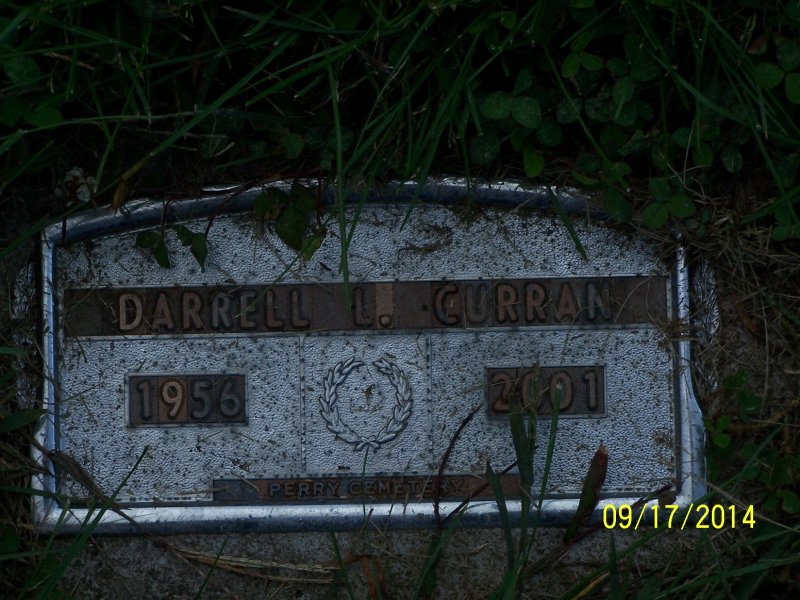 DARRELL L. CURRAN
1956 2001
PERRY CEMETERY
09/17/2014